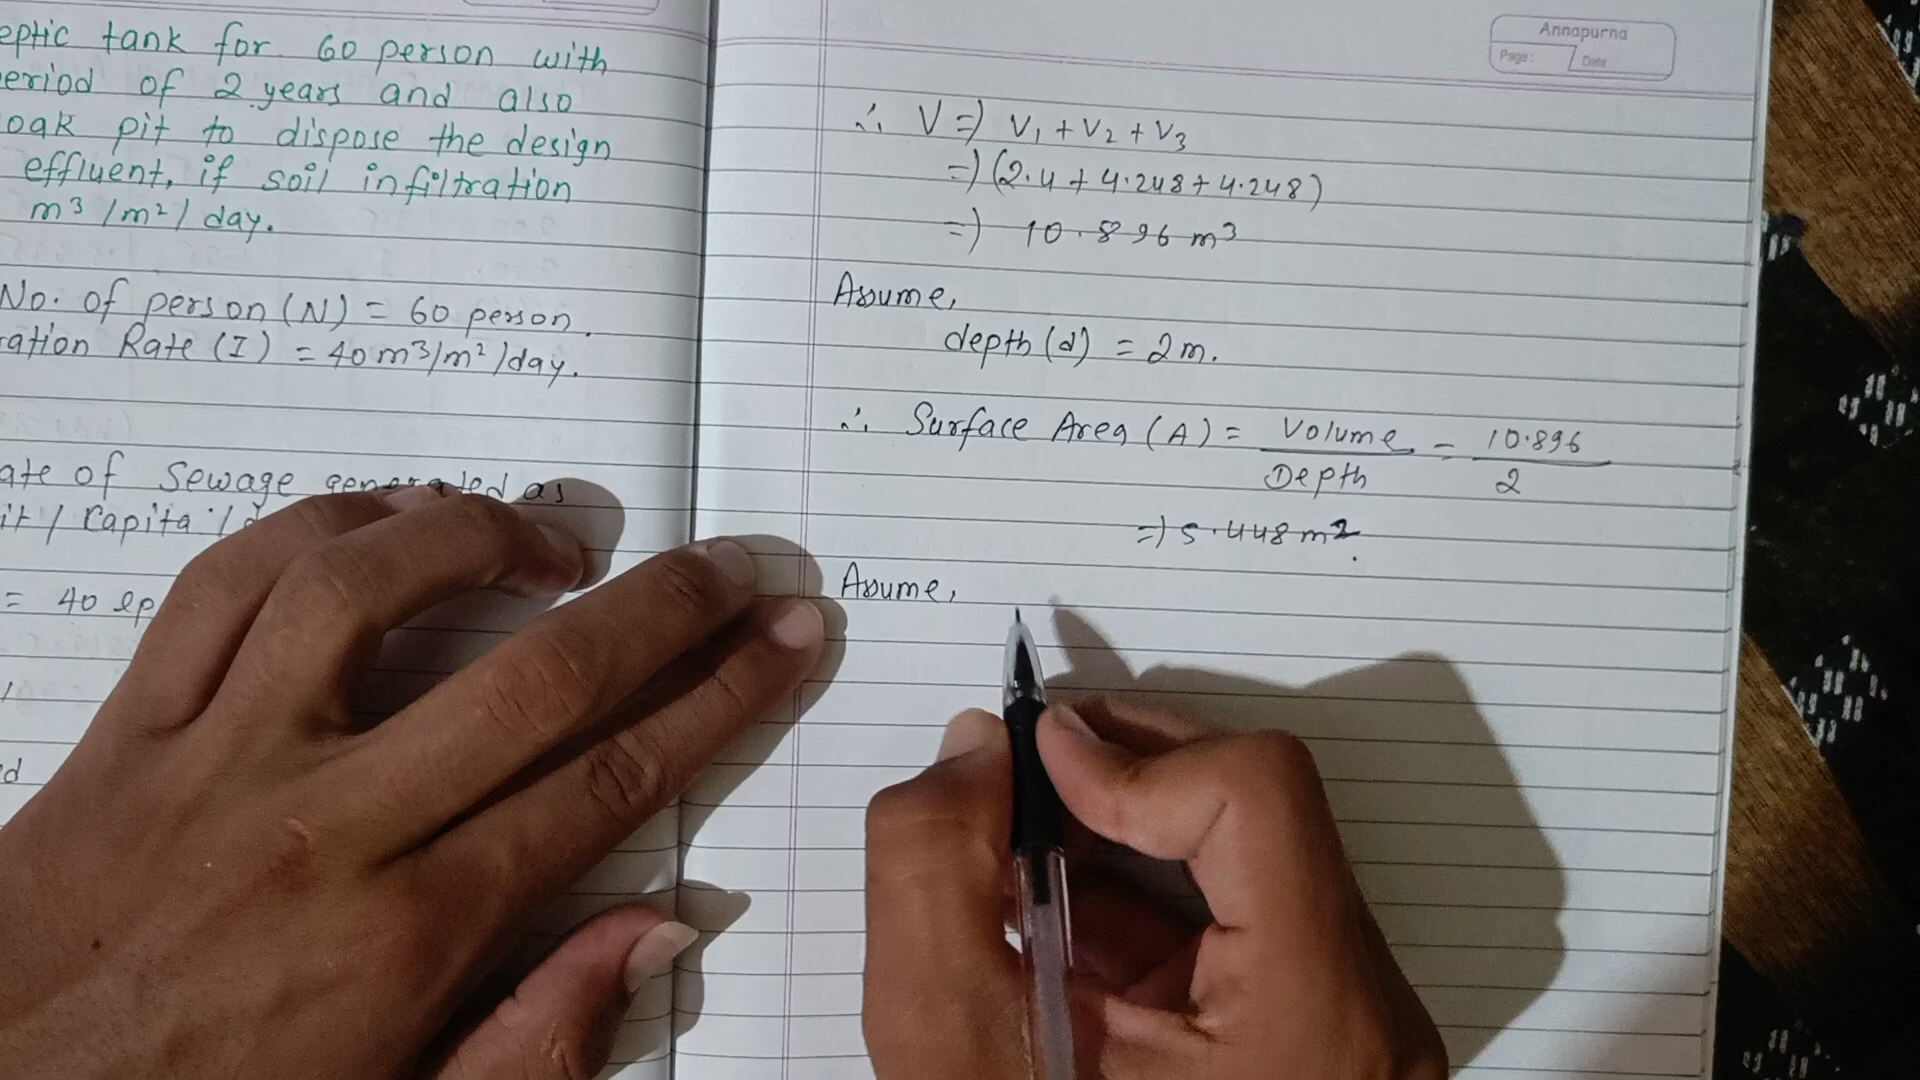 eptic tank for 60 person with
eriod of 2 years and also
oak pit to dispose the design
effluent, if soil infiltration
m³/m²/day.
No. of person (N) = 60 person.
ration Rate (I) = 40 m³/m²/day.
ate of Sewage generated as
it / Capita /
= 40 lp
ed
Annapurna
Page: Date
∴ V => V₁ + V₂ + V₃
=> (2.4 + 4.248 + 4.248)
=> 10.896 m³
Assume,
depth (d) = 2m.
∴ Surface Area (A) = Volume / Depth = 10.896 / 2
=> 5.448 m².
Assume,